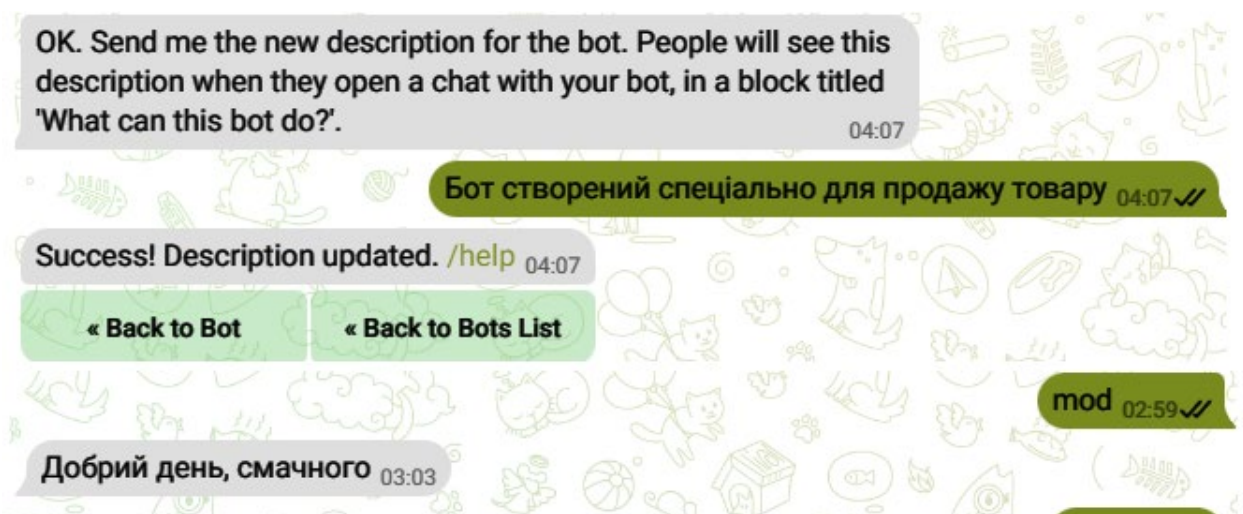 OK. Send me the new description for the bot. People will see this
description when they open a chat with your bot, in a block titled
'What can this bot do?'.
04:07
Бот створений спеціально для продажу товару 04:07
Success! Description updated. /help 04:07
« Back to Bot « Back to Bots List
mod 02:59
Добрий день, смачного 03:03